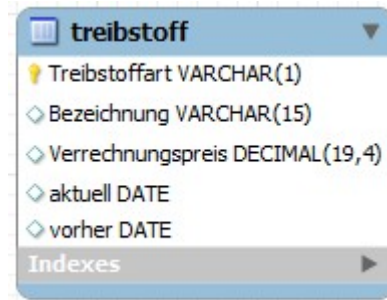 treibstoff
Treibstoffart VARCHAR(1)
Bezeichnung VARCHAR(15)
Verrechnungspreis DECIMAL(19,4)
aktuell DATE
vorher DATE
Indexes